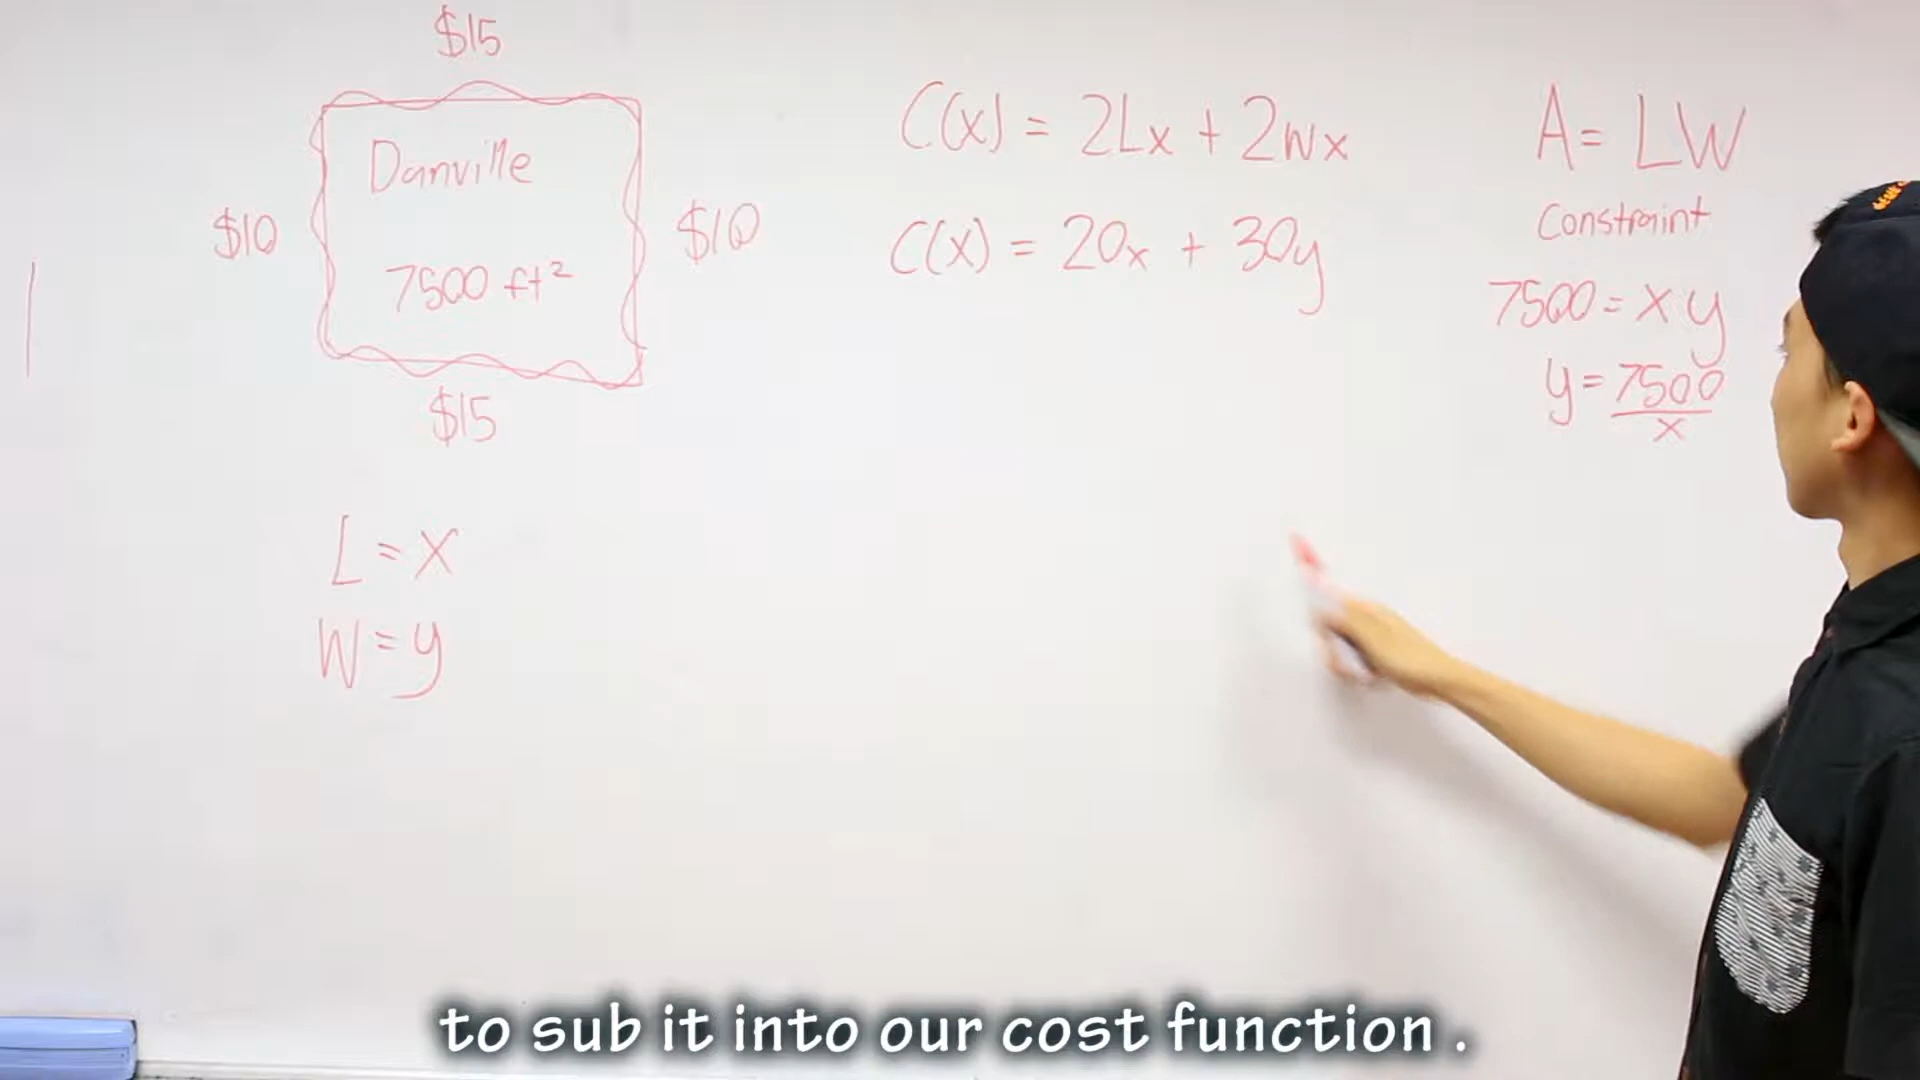 $15
Danville
$10
$10
7500 ft²
$15
L = x
W = y
C(x) = 2Lx + 2Wx
C(x) = 20x + 30y
A = LW
Constraint
7500 = xy
y = 7500/x
to sub it into our cost function .